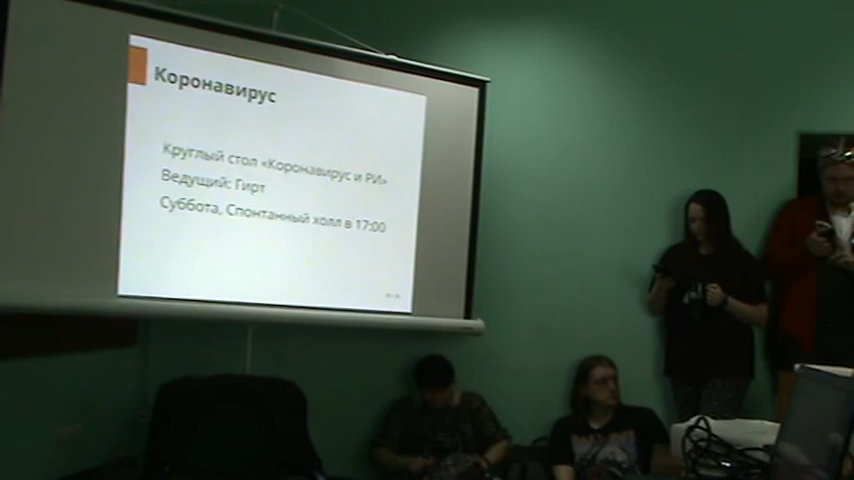 Коронавирус
Круглый стол «Коронавирус и РИ»
Ведущий: Гирт
Суббота, Спонтанный холл в 17:00